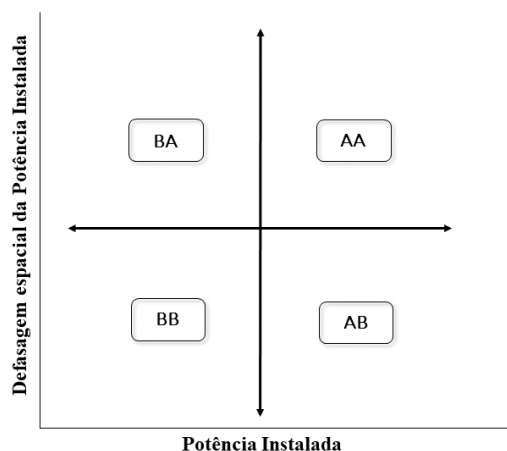 Defasagem espacial da Potência Instalada
BA
AA
BB
AB
Potência Instalada